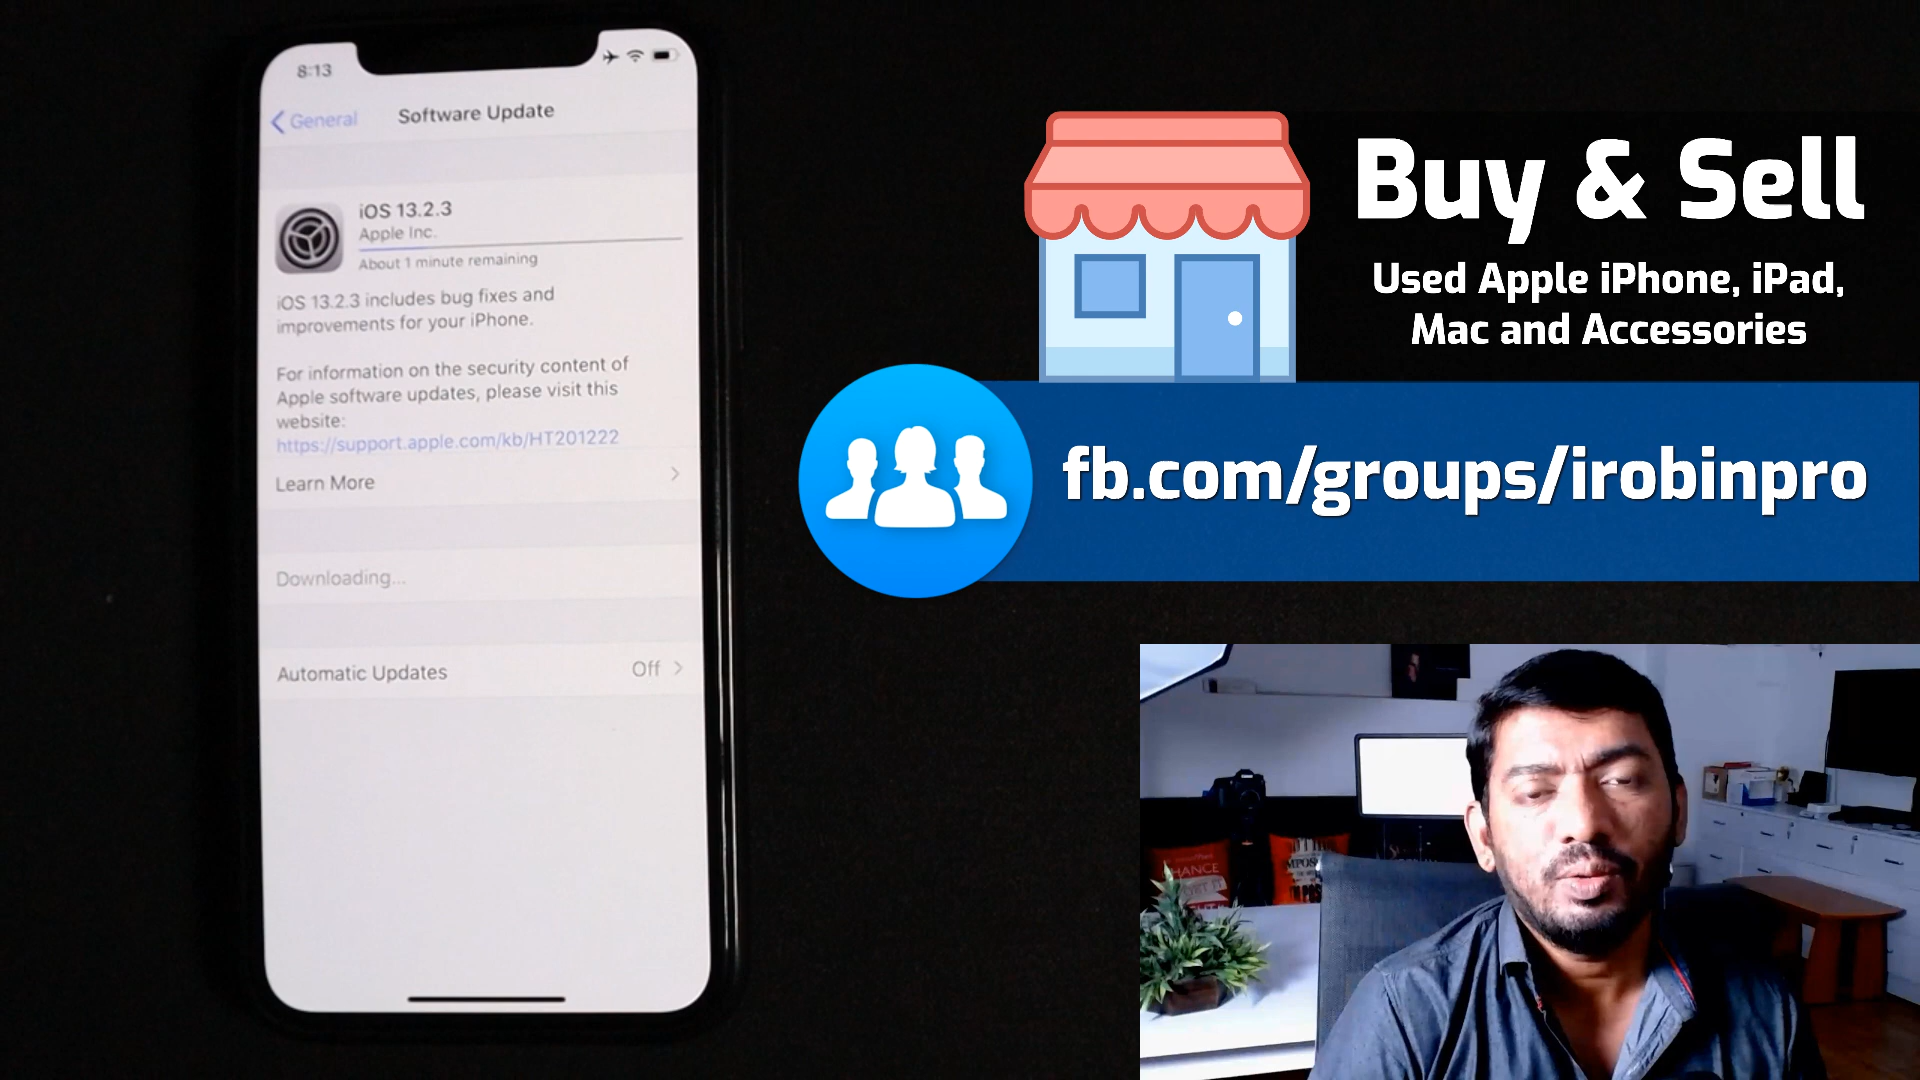 8:13
General
Software Update
iOS 13.2.3
Apple Inc.
About 1 minute remaining
iOS 13.2.3 includes bug fixes and
improvements for your iPhone.
For information on the security content of
Apple software updates, please visit this
website:
https://support.apple.com/kb/HT201222
Learn More
Downloading...
Automatic Updates
Off
Buy & Sell
Used Apple iPhone, iPad,
Mac and Accessories
fb.com/groups/irobinpro
HANCE